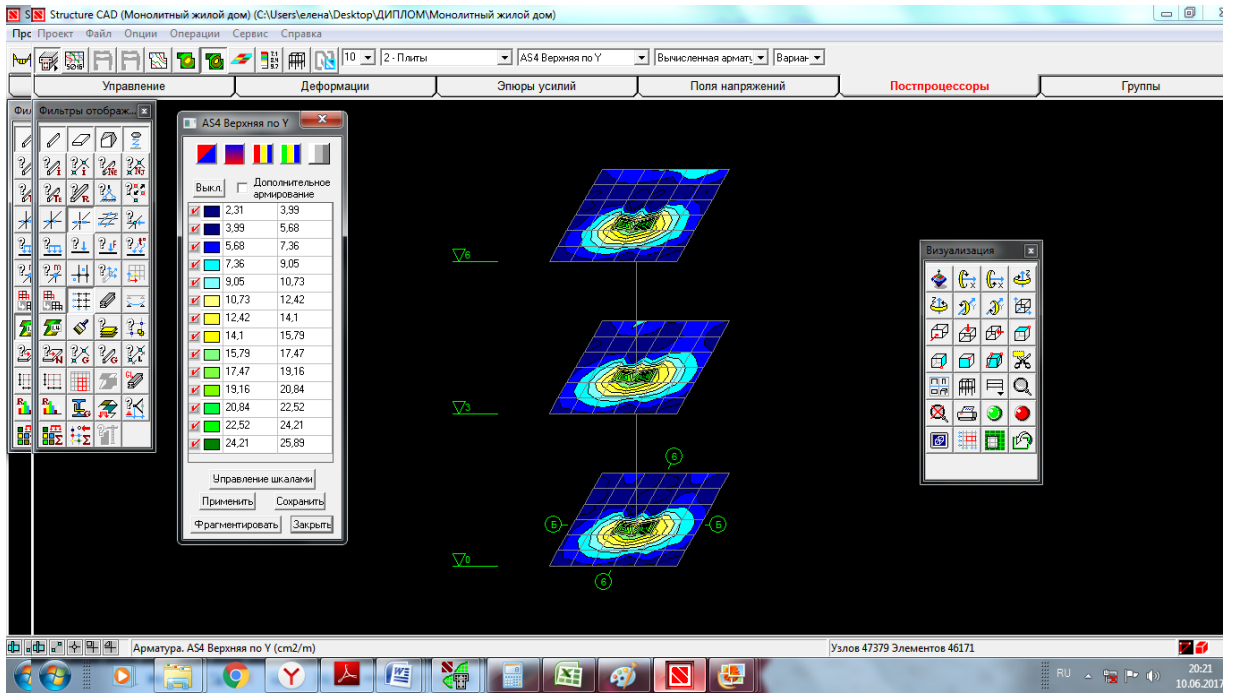 S Structure CAD (Монолитный жилой дом) (C:\Users\елена\Desktop\ДИПЛОМ\Монолитный жилой дом)
Прс Проект Файл Опции Операции Сервис Справка
10 2 - Плиты AS4 Верхняя по Y Вычисленная армату Вариан
Управление Деформации Эпюры усилий Поля напряжений Постпроцессоры Группы
Фил Фильтры отображ...
AS4 Верхняя по Y
Выкл. Дополнительное
армирование
2,31 3,99
3,99 5,68
5,68 7,36
7,36 9,05
9,05 10,73
10,73 12,42
12,42 14,1
14,1 15,79
15,79 17,47
17,47 19,16
19,16 20,84
20,84 22,52
22,52 24,21
24,21 25,89
Управление шкалами
Применить Сохранить
Фрагментировать Закрыть
6
3
6
Б Б
0
6
Визуализация
Арматура. AS4 Верхняя по Y (cm2/m) Узлов 47379 Элементов 46171
RU 20:21
10.06.2017